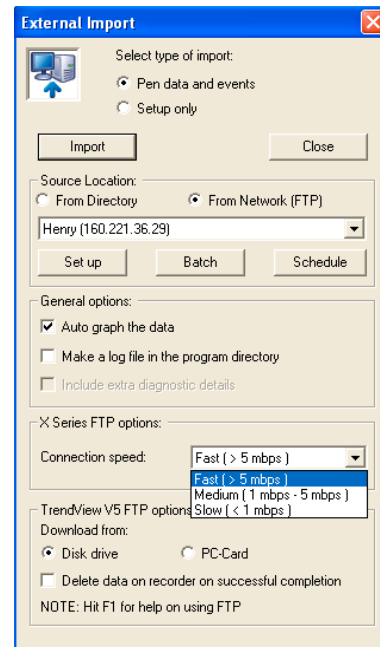 External Import
Select type of import:
Pen data and events
Setup only
Import
Close
Source Location:
From Directory
From Network (FTP)
Henry (160.221.36.29)
Set up
Batch
Schedule
General options:
Auto graph the data
Make a log file in the program directory
Include extra diagnostic details
X Series FTP options:
Connection speed:
Fast ( > 5 mbps )
Fast ( > 5 mbps )
Medium ( 1 mbps - 5 mbps )
Slow ( < 1 mbps )
TrendView V5 FTP options
Download from:
Disk drive
PC-Card
Delete data on recorder on successful completion
NOTE: Hit F1 for help on using FTP